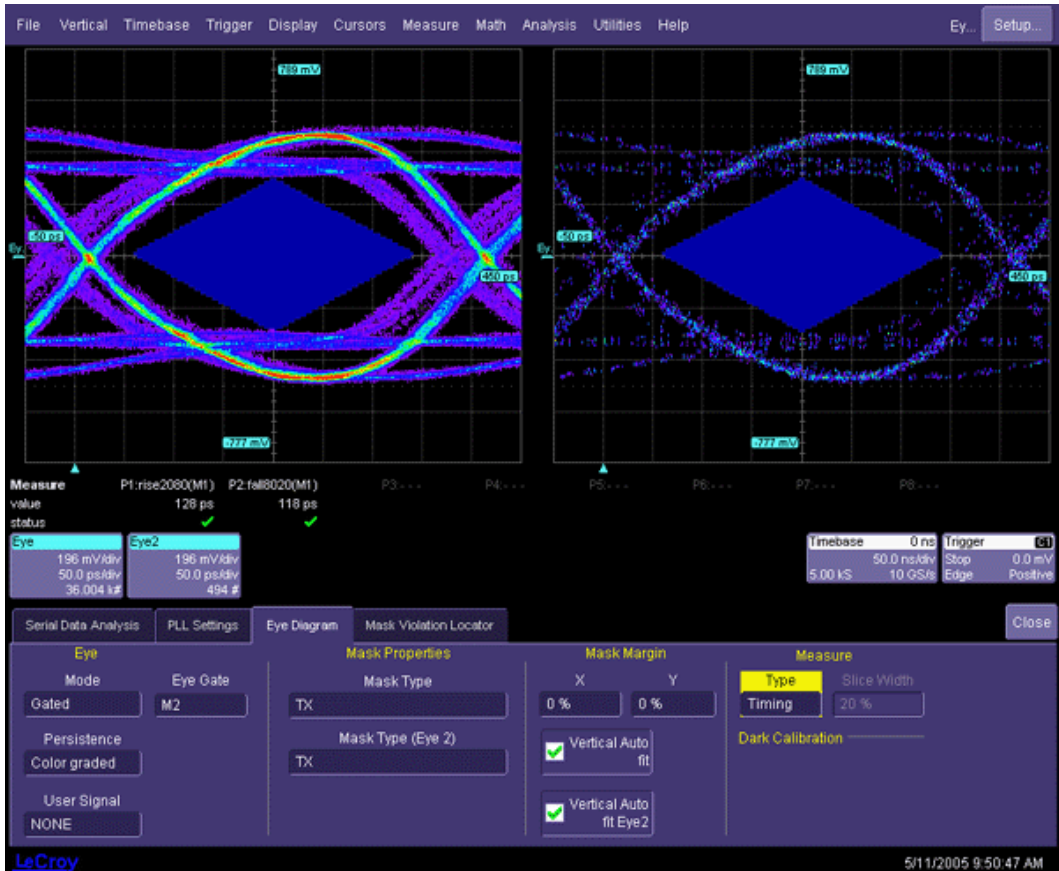 File Vertical Timebase Trigger Display Cursors Measure Math Analysis Utilities Help Ey... Setup...
789 mV 789 mV
-50 ps -50 ps
Ey Ey
450 ps 450 ps
-777 mV -777 mV
Measure P1:rise2080(M1) P2:fall8020(M1) P3:- - - P4:- - - P5:- - - P6:- - - P7:- - - P8:- - -
value 128 ps 118 ps
status
Eye Eye2 Timebase 0 ns Trigger C1
196 mV/div 196 mV/div 50.0 ns/div Stop 0.0 mV
50.0 ps/div 50.0 ps/div 5.00 kS 10 GS/s Edge Positive
36.004 k# 494 #
Serial Data Analysis PLL Settings Eye Diagram Mask Violation Locator Close
Eye Mask Properties Mask Margin Measure
Mode Eye Gate Mask Type X Y Type Slice Width
Gated M2 TX 0 % 0 % Timing 20 %
Persistence Mask Type (Eye 2) Vertical Auto fit Dark Calibration
Color graded TX
User Signal Vertical Auto fit Eye2
NONE
LeCroy 5/11/2005 9:50:47 AM